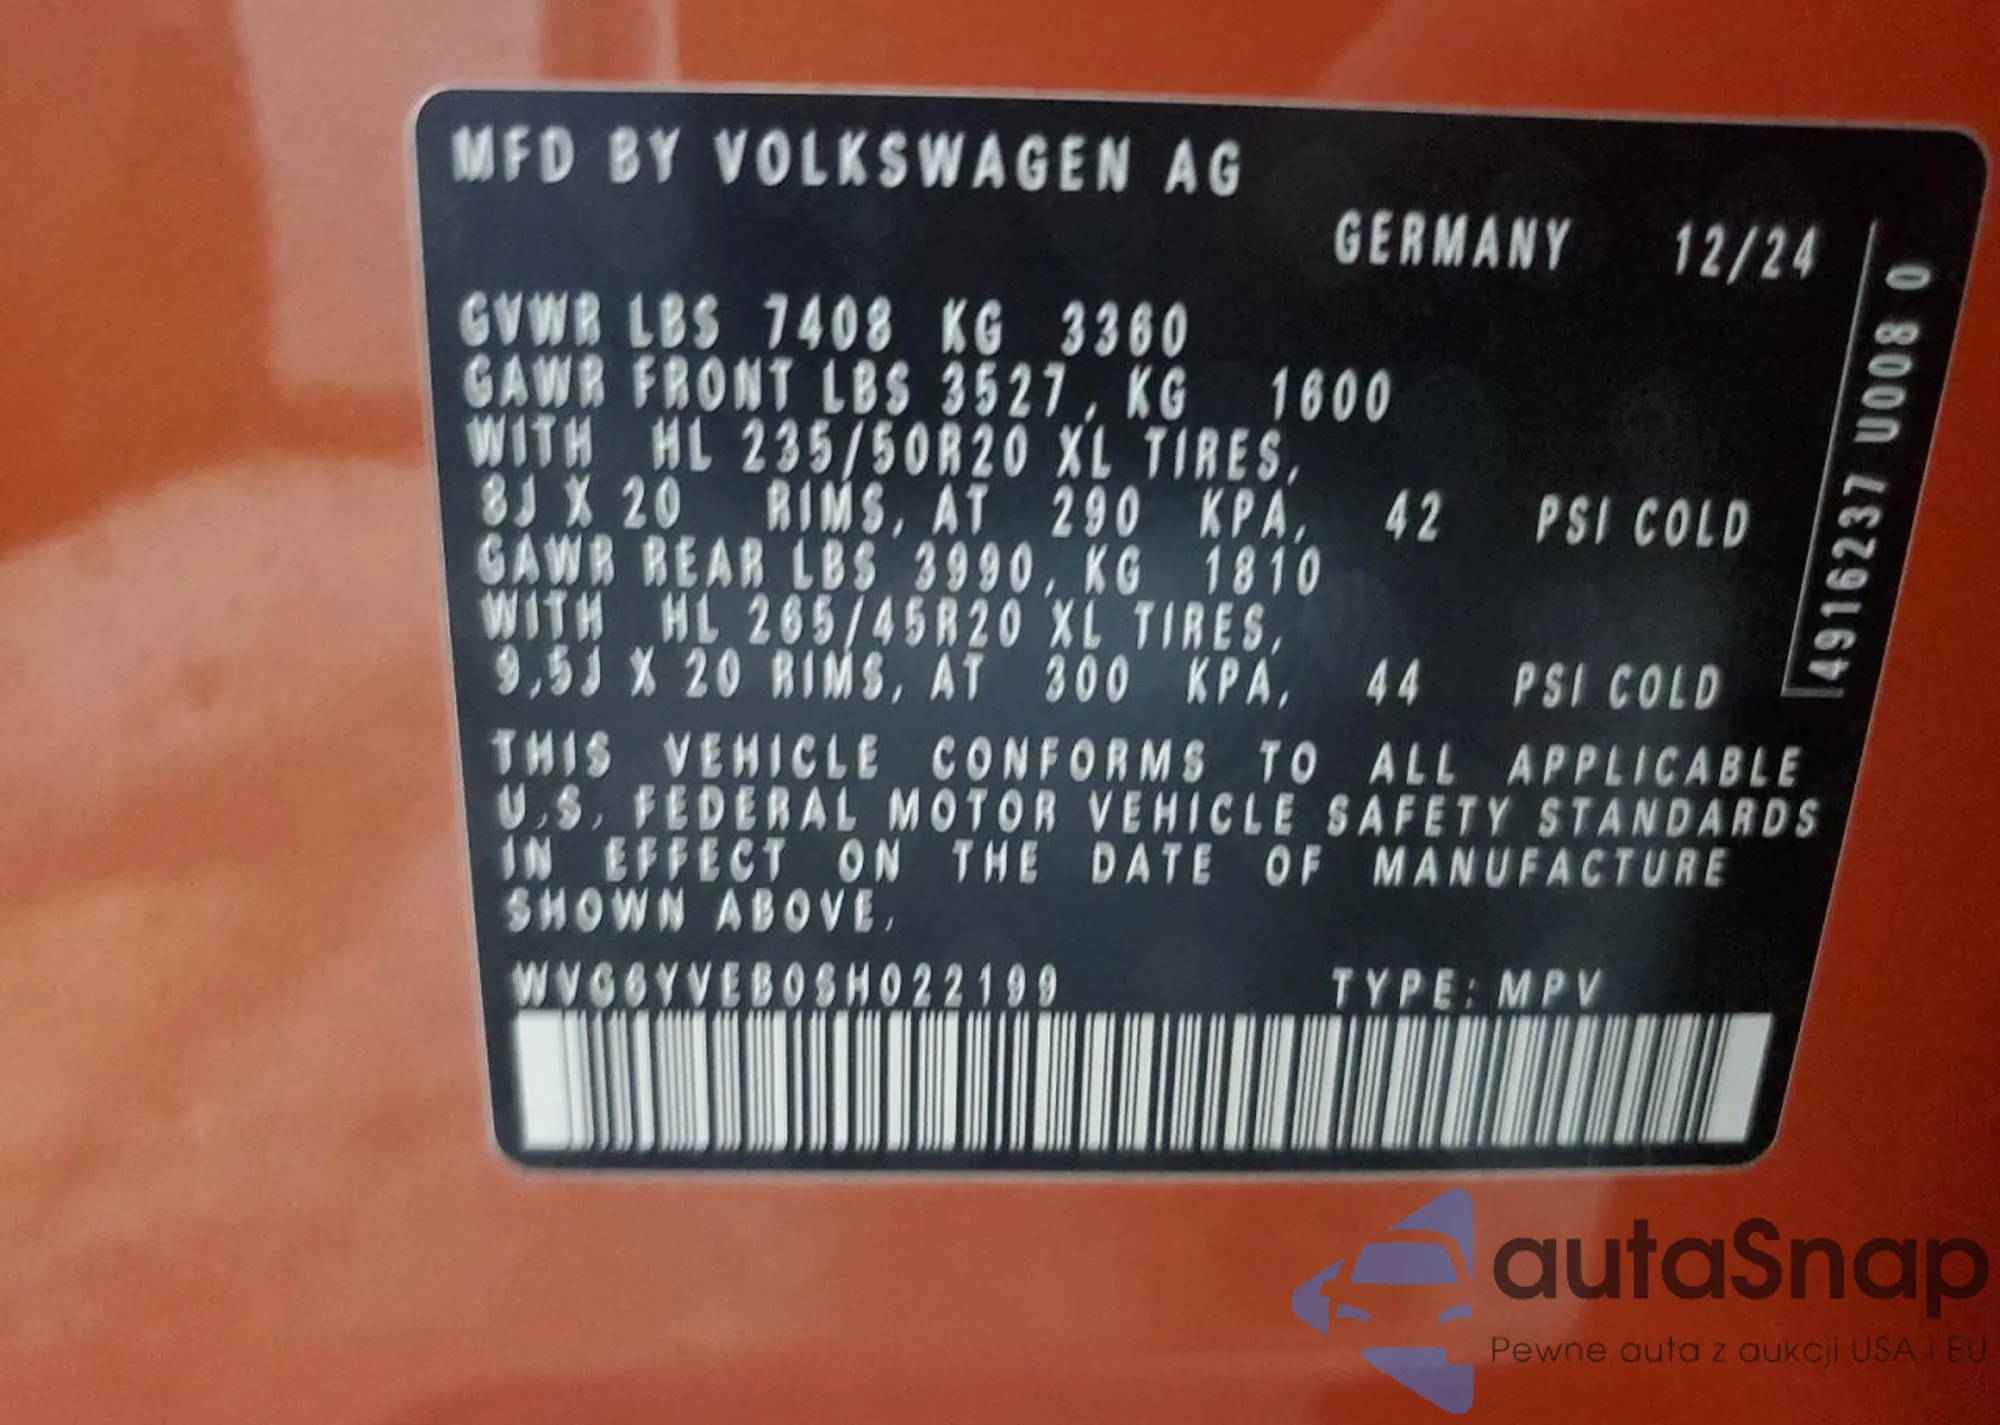 MFD BY VOLKSWAGEN AG
GERMANY 12/24
GVWR LBS 7408 KG 3360
GAWR FRONT LBS 3527, KG 1600
WITH HL 235/50R20 XL TIRES,
8J X 20 RIMS, AT 290 KPA, 42 PSI COLD
GAWR REAR LBS 3990, KG 1810
WITH HL 265/45R20 XL TIRES,
9,5J X 20 RIMS, AT 300 KPA, 44 PSI COLD
THIS VEHICLE CONFORMS TO ALL APPLICABLE
U.S. FEDERAL MOTOR VEHICLE SAFETY STANDARDS
IN EFFECT ON THE DATE OF MANUFACTURE
SHOWN ABOVE.
WVG6YVEB0SH022199 TYPE: MPV
4916237 U008 0
autaSnap
Pewne auta z aukcji USA i EU